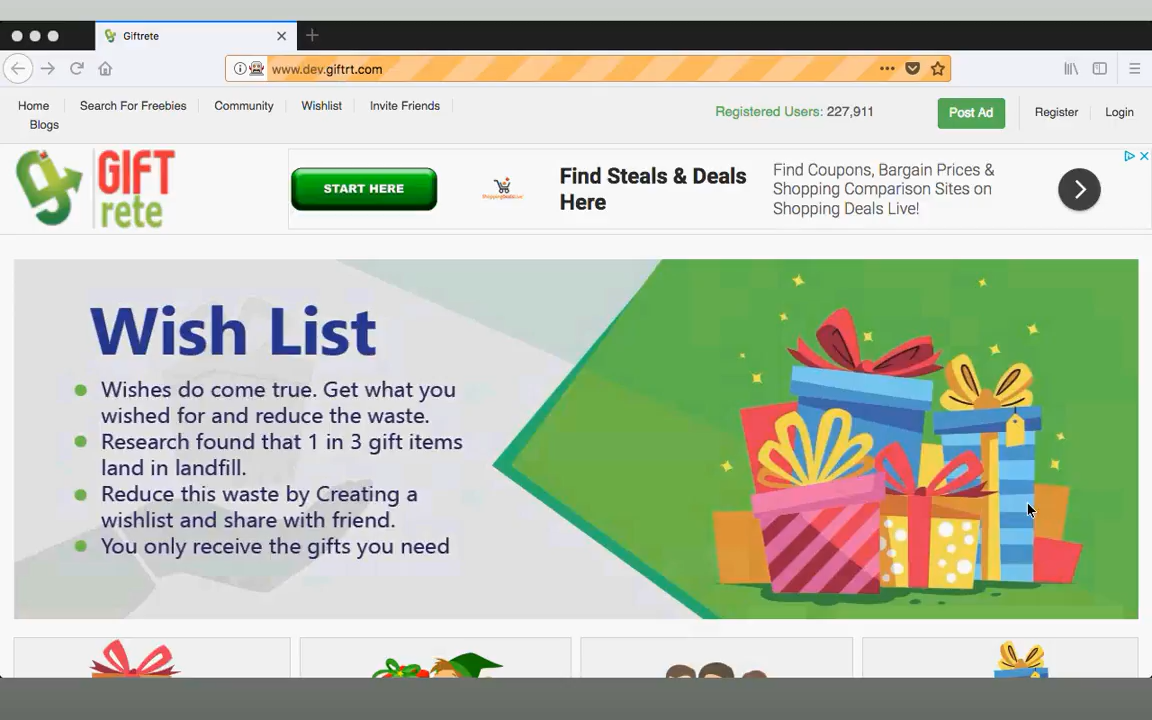 Giftrete
www.dev.giftrt.com
Home
Search For Freebies
Community
Wishlist
Invite Friends
Blogs
Registered Users: 227,911
Post Ad
Register
Login
GIFT
rete
START HERE
Find Steals & Deals
Here
Find Coupons, Bargain Prices &
Shopping Comparison Sites on
Shopping Deals Live!
Wish List
Wishes do come true. Get what you
wished for and reduce the waste.
Research found that 1 in 3 gift items
land in landfill.
Reduce this waste by Creating a
wishlist and share with friend.
You only receive the gifts you need